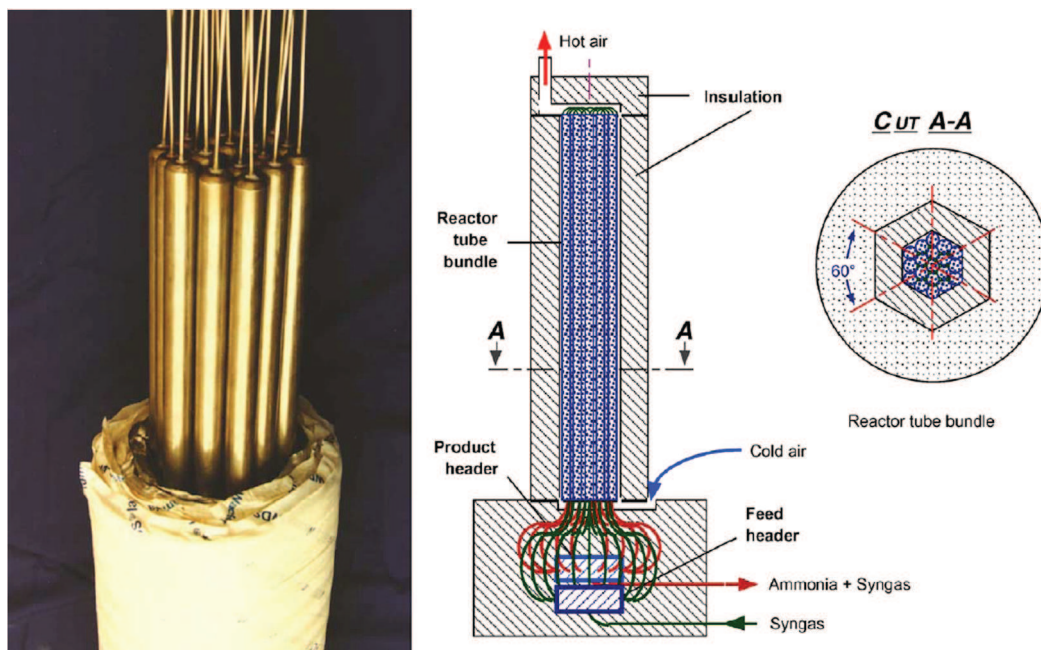 Hot air
Insulation
Reactor
tube
bundle
A
A
Product
header
Cold air
Feed
header
Ammonia + Syngas
Syngas
CUT A-A
60°
Reactor tube bundle